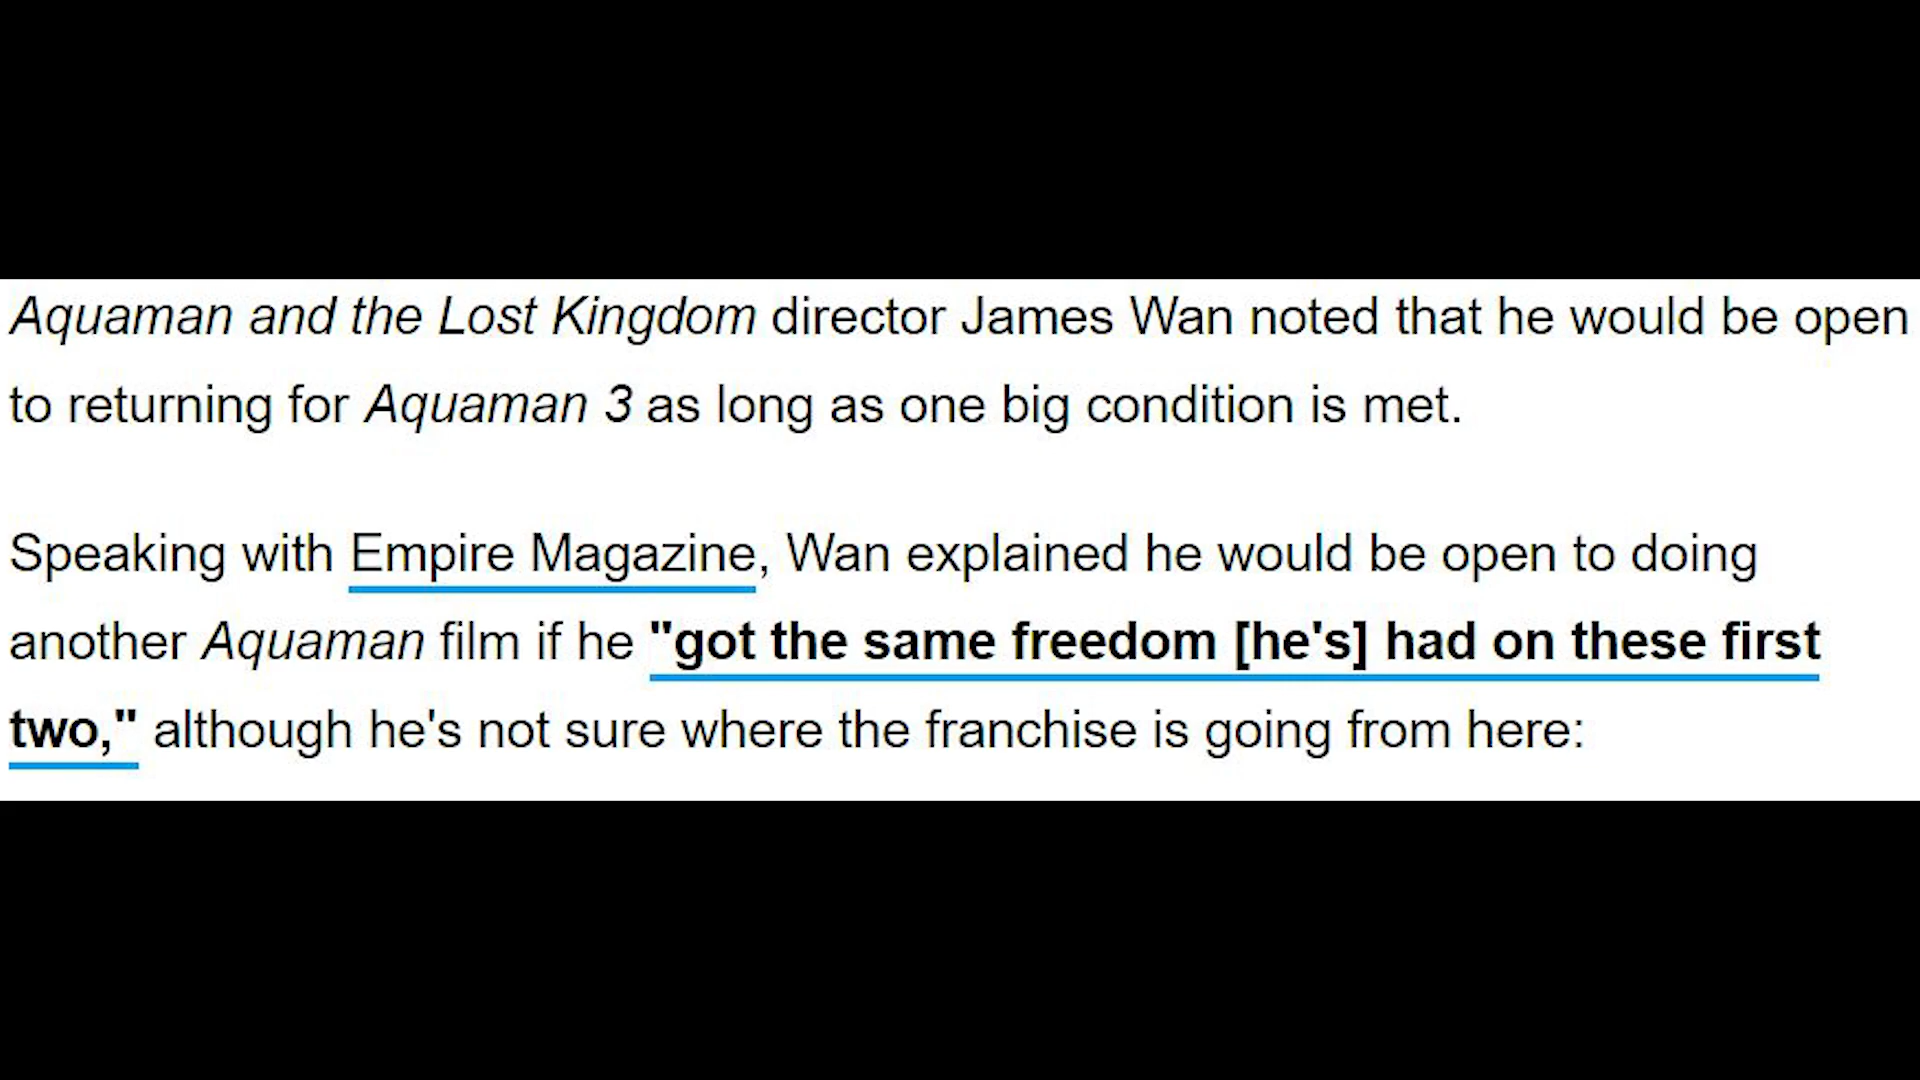 Aquaman and the Lost Kingdom director James Wan noted that he would be open
to returning for Aquaman 3 as long as one big condition is met.
Speaking with Empire Magazine, Wan explained he would be open to doing
another Aquaman film if he "got the same freedom [he's] had on these first
two," although he's not sure where the franchise is going from here: